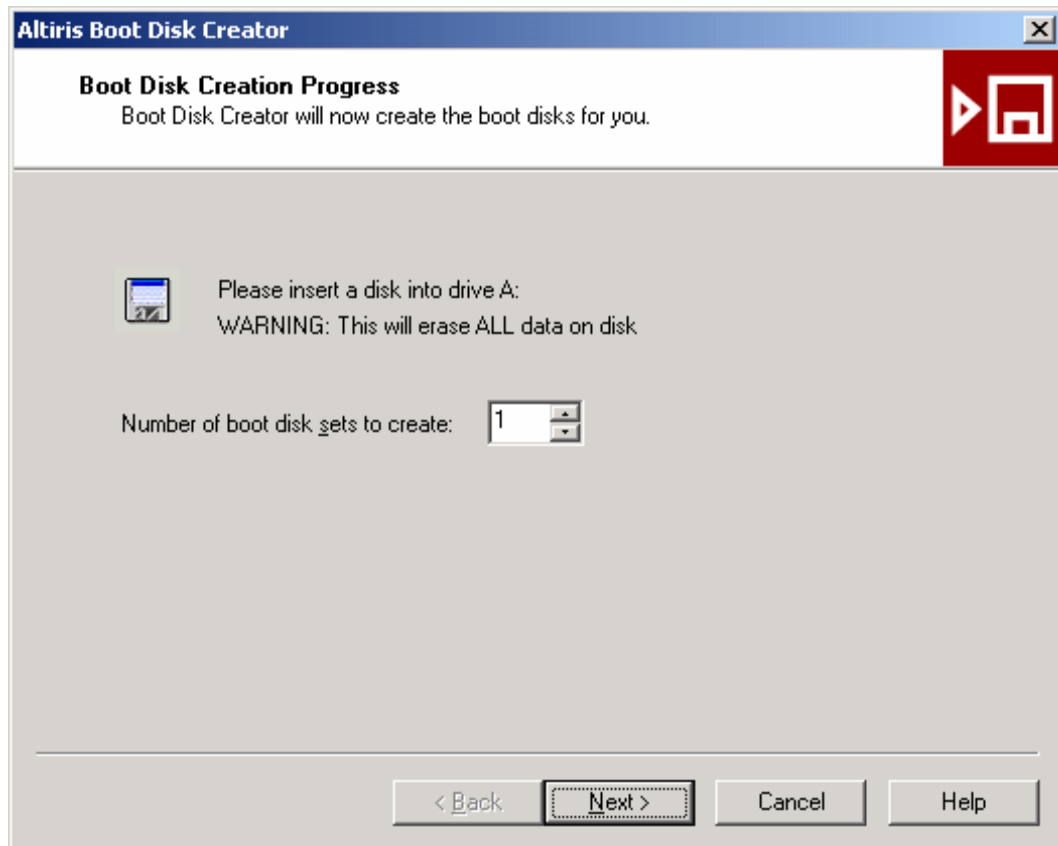 Altiris Boot Disk Creator
Boot Disk Creation Progress
Boot Disk Creator will now create the boot disks for you.
Please insert a disk into drive A:
WARNING: This will erase ALL data on disk
Number of boot disk sets to create: 1
< Back Next > Cancel Help